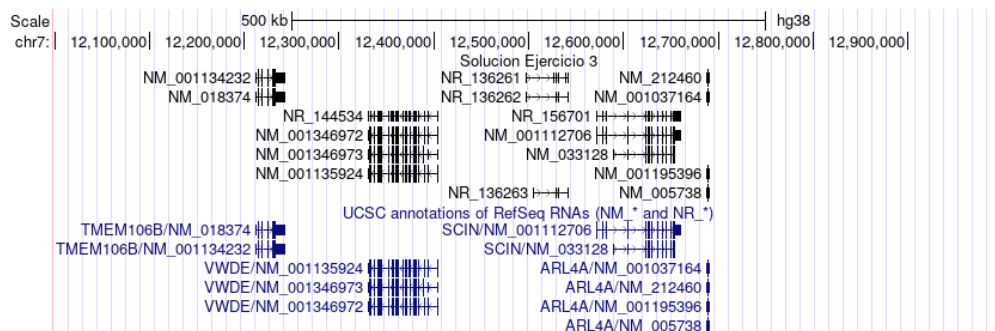 Scale 500 kb hg38
chr7: 12,100,000 12,200,000 12,300,000 12,400,000 12,500,000 12,600,000 12,700,000 12,800,000 12,900,000
Solucion Ejercicio 3
NM_001134232 NR_136261 NM_212460
NM_018374 NR_136262 NM_001037164
NR_144534 NR_156701
NM_001346972 NM_001112706
NM_001346973 NM_033128
NM_001135924 NM_001195396
NR_136263 NM_005738
UCSC annotations of RefSeq RNAs (NM_* and NR_*)
TMEM106B/NM_018374 SCIN/NM_001112706
TMEM106B/NM_001134232 SCIN/NM_033128
VWDE/NM_001135924 ARL4A/NM_001037164
VWDE/NM_001346973 ARL4A/NM_212460
VWDE/NM_001346972 ARL4A/NM_001195396
ARL4A/NM_005738